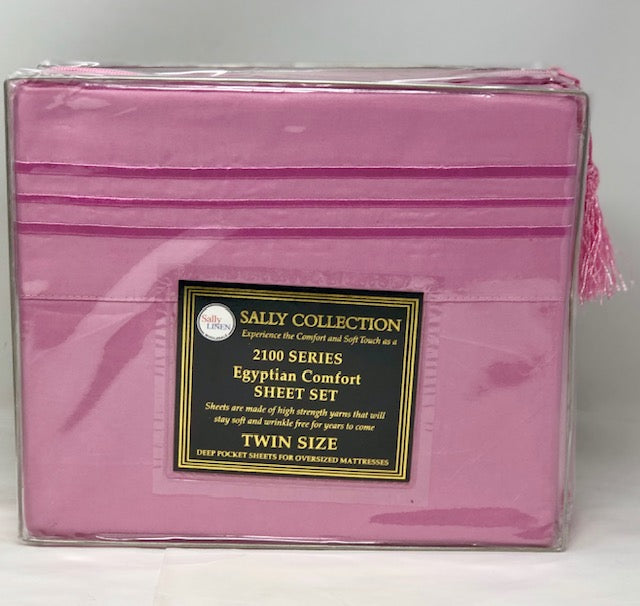 Sally
LINEN
SALLY COLLECTION
Experience the Comfort and Soft Touch as a
2100 SERIES
Egyptian Comfort
SHEET SET
Sheets are made of high strength yarns that will
stay soft and wrinkle free for years to come
TWIN SIZE
DEEP POCKET SHEETS FOR OVERSIZED MATTRESSES